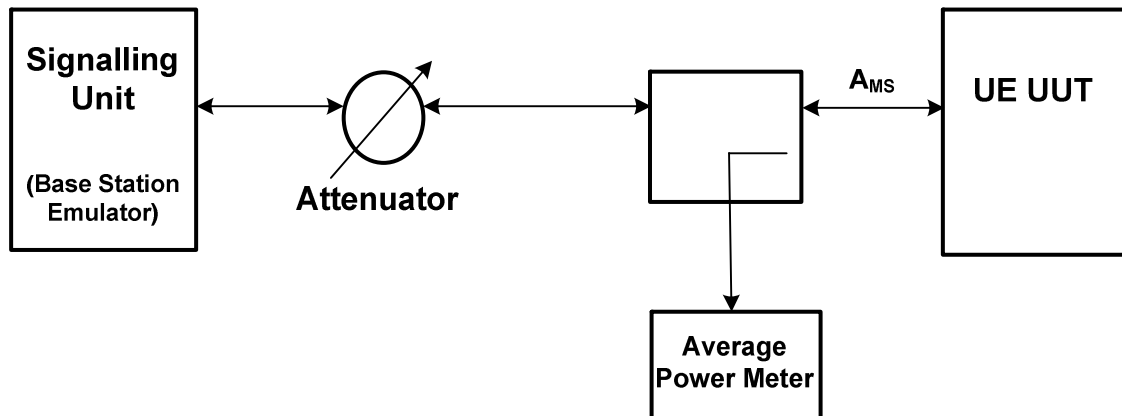 Signalling
Unit
(Base Station
Emulator)
Attenuator
AMS
UE UUT
Average
Power Meter